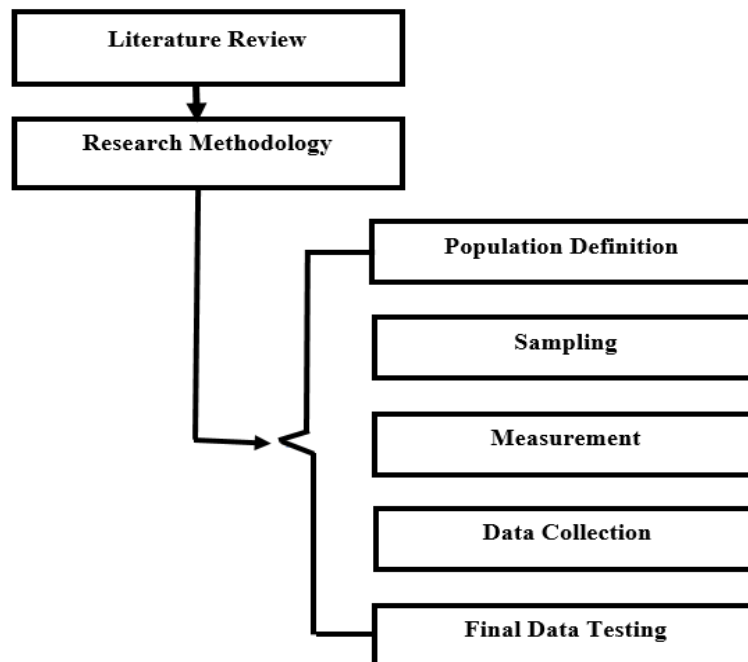 Literature Review
Research Methodology
Population Definition
Sampling
Measurement
Data Collection
Final Data Testing